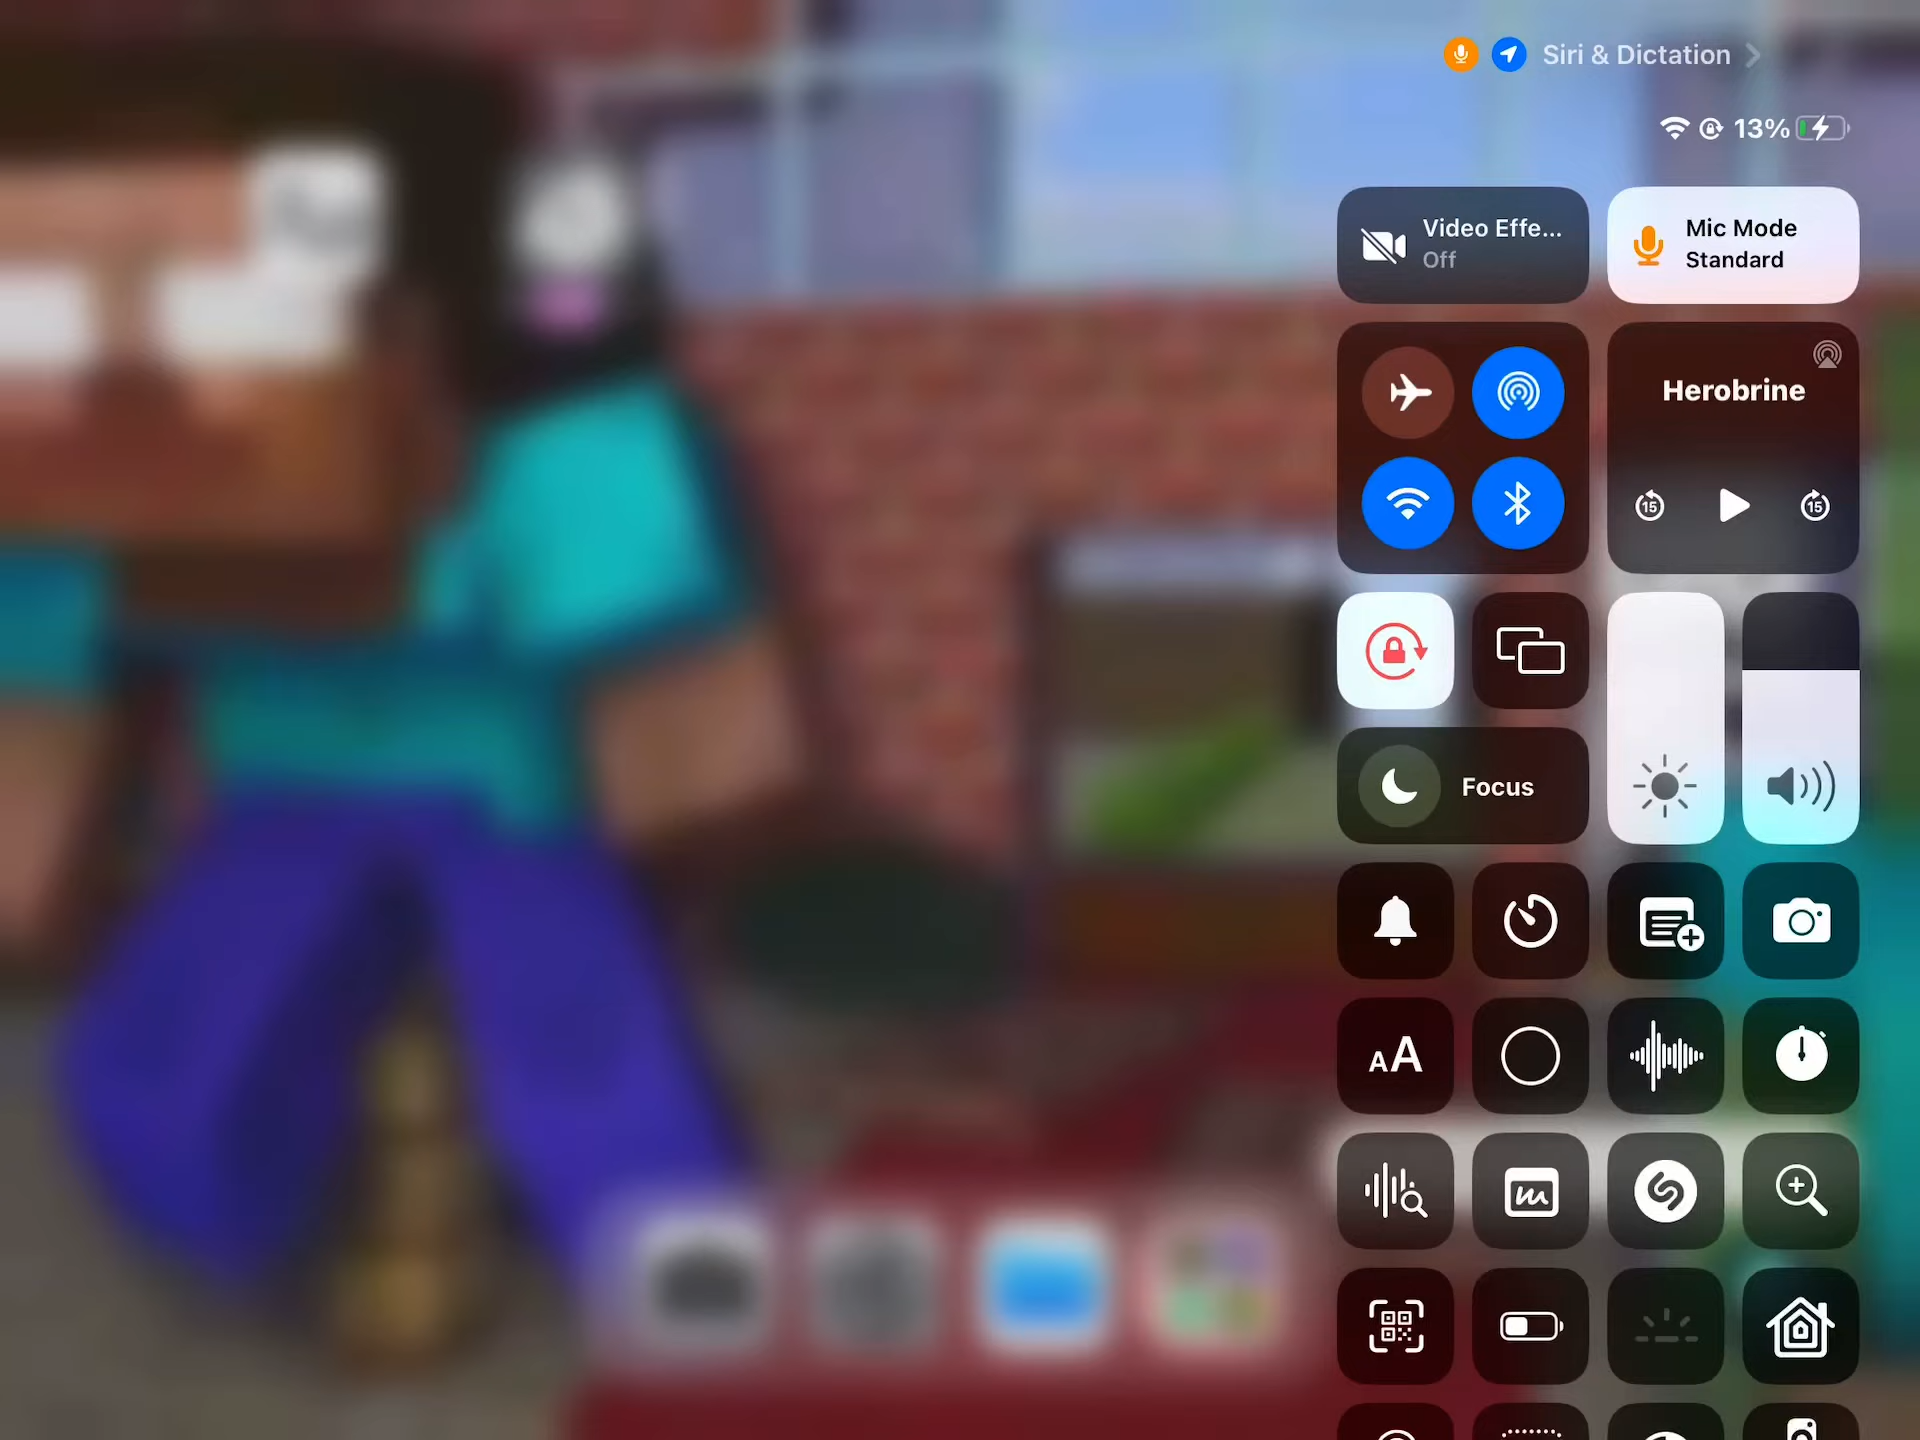 Siri & Dictation
13%
Video Effe...
Off
Mic Mode
Standard
Herobrine
15
15
Focus
AA